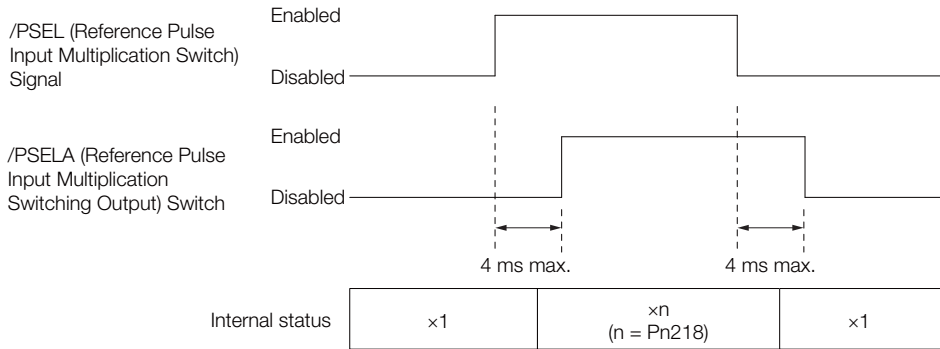 /PSEL (Reference Pulse
Input Multiplication Switch)
Signal
Enabled
Disabled
/PSELA (Reference Pulse
Input Multiplication
Switching Output) Switch
Enabled
Disabled
4 ms max.
4 ms max.
Internal status
×1
×n
(n = Pn218)
×1